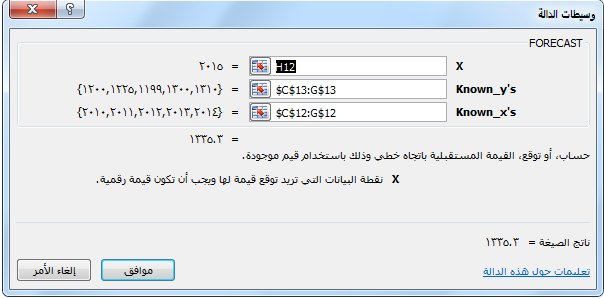 وسيطات الدالة
FORECAST
X H12 = ٢٠١٥
Known_y's $C$13:G$13 = {١٢٠٠,١٢٢٥,١١٩٩,١٣٠٠,١٣١٠}
Known_x's $C$12:G$12 = {٢٠١٠,٢٠١١,٢٠١٢,٢٠١٣,٢٠١٤}
= ١٣٣٥.٣
حساب، أو توقع، القيمة المستقبلية باتجاه خطي وذلك باستخدام قيم موجودة.
X نقطة البيانات التي تريد توقع قيمة لها ويجب أن تكون قيمة رقمية.
ناتج الصيغة = ١٣٣٥.٣
تعليمات حول هذه الدالة
موافق
إلغاء الأمر